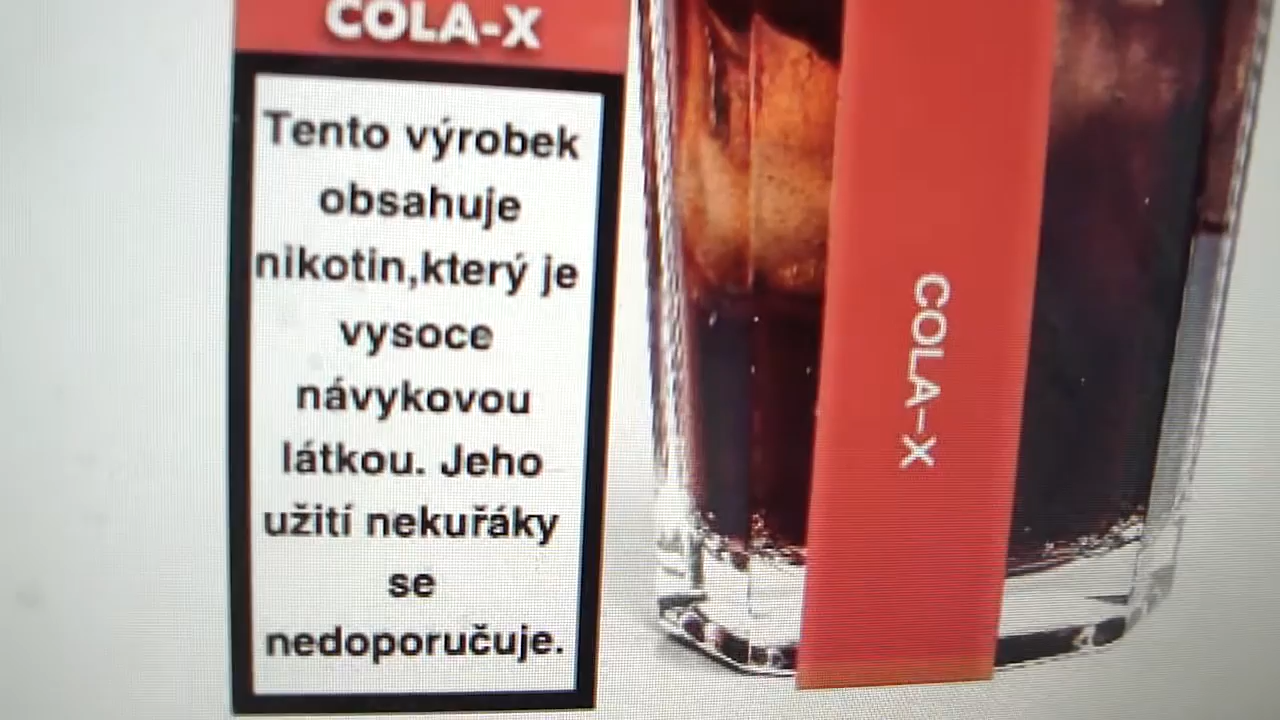 COLA-X
Tento výrobek
obsahuje
nikotin,který je
vysoce
návykovou
látkou. Jeho
užití nekuřáky
se
nedoporučuje.
COLA-X